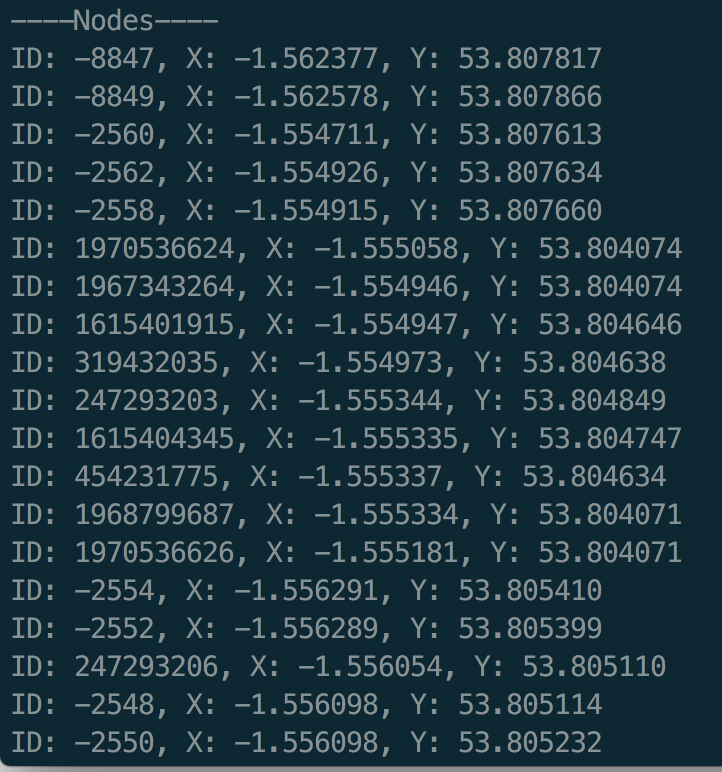 ----Nodes----
ID: -8847, X: -1.562377, Y: 53.807817
ID: -8849, X: -1.562578, Y: 53.807866
ID: -2560, X: -1.554711, Y: 53.807613
ID: -2562, X: -1.554926, Y: 53.807634
ID: -2558, X: -1.554915, Y: 53.807660
ID: 1970536624, X: -1.555058, Y: 53.804074
ID: 1967343264, X: -1.554946, Y: 53.804074
ID: 1615401915, X: -1.554947, Y: 53.804646
ID: 319432035, X: -1.554973, Y: 53.804638
ID: 247293203, X: -1.555344, Y: 53.804849
ID: 1615404345, X: -1.555335, Y: 53.804747
ID: 454231775, X: -1.555337, Y: 53.804634
ID: 1968799687, X: -1.555334, Y: 53.804071
ID: 1970536626, X: -1.555181, Y: 53.804071
ID: -2554, X: -1.556291, Y: 53.805410
ID: -2552, X: -1.556289, Y: 53.805399
ID: 247293206, X: -1.556054, Y: 53.805110
ID: -2548, X: -1.556098, Y: 53.805114
ID: -2550, X: -1.556098, Y: 53.805232